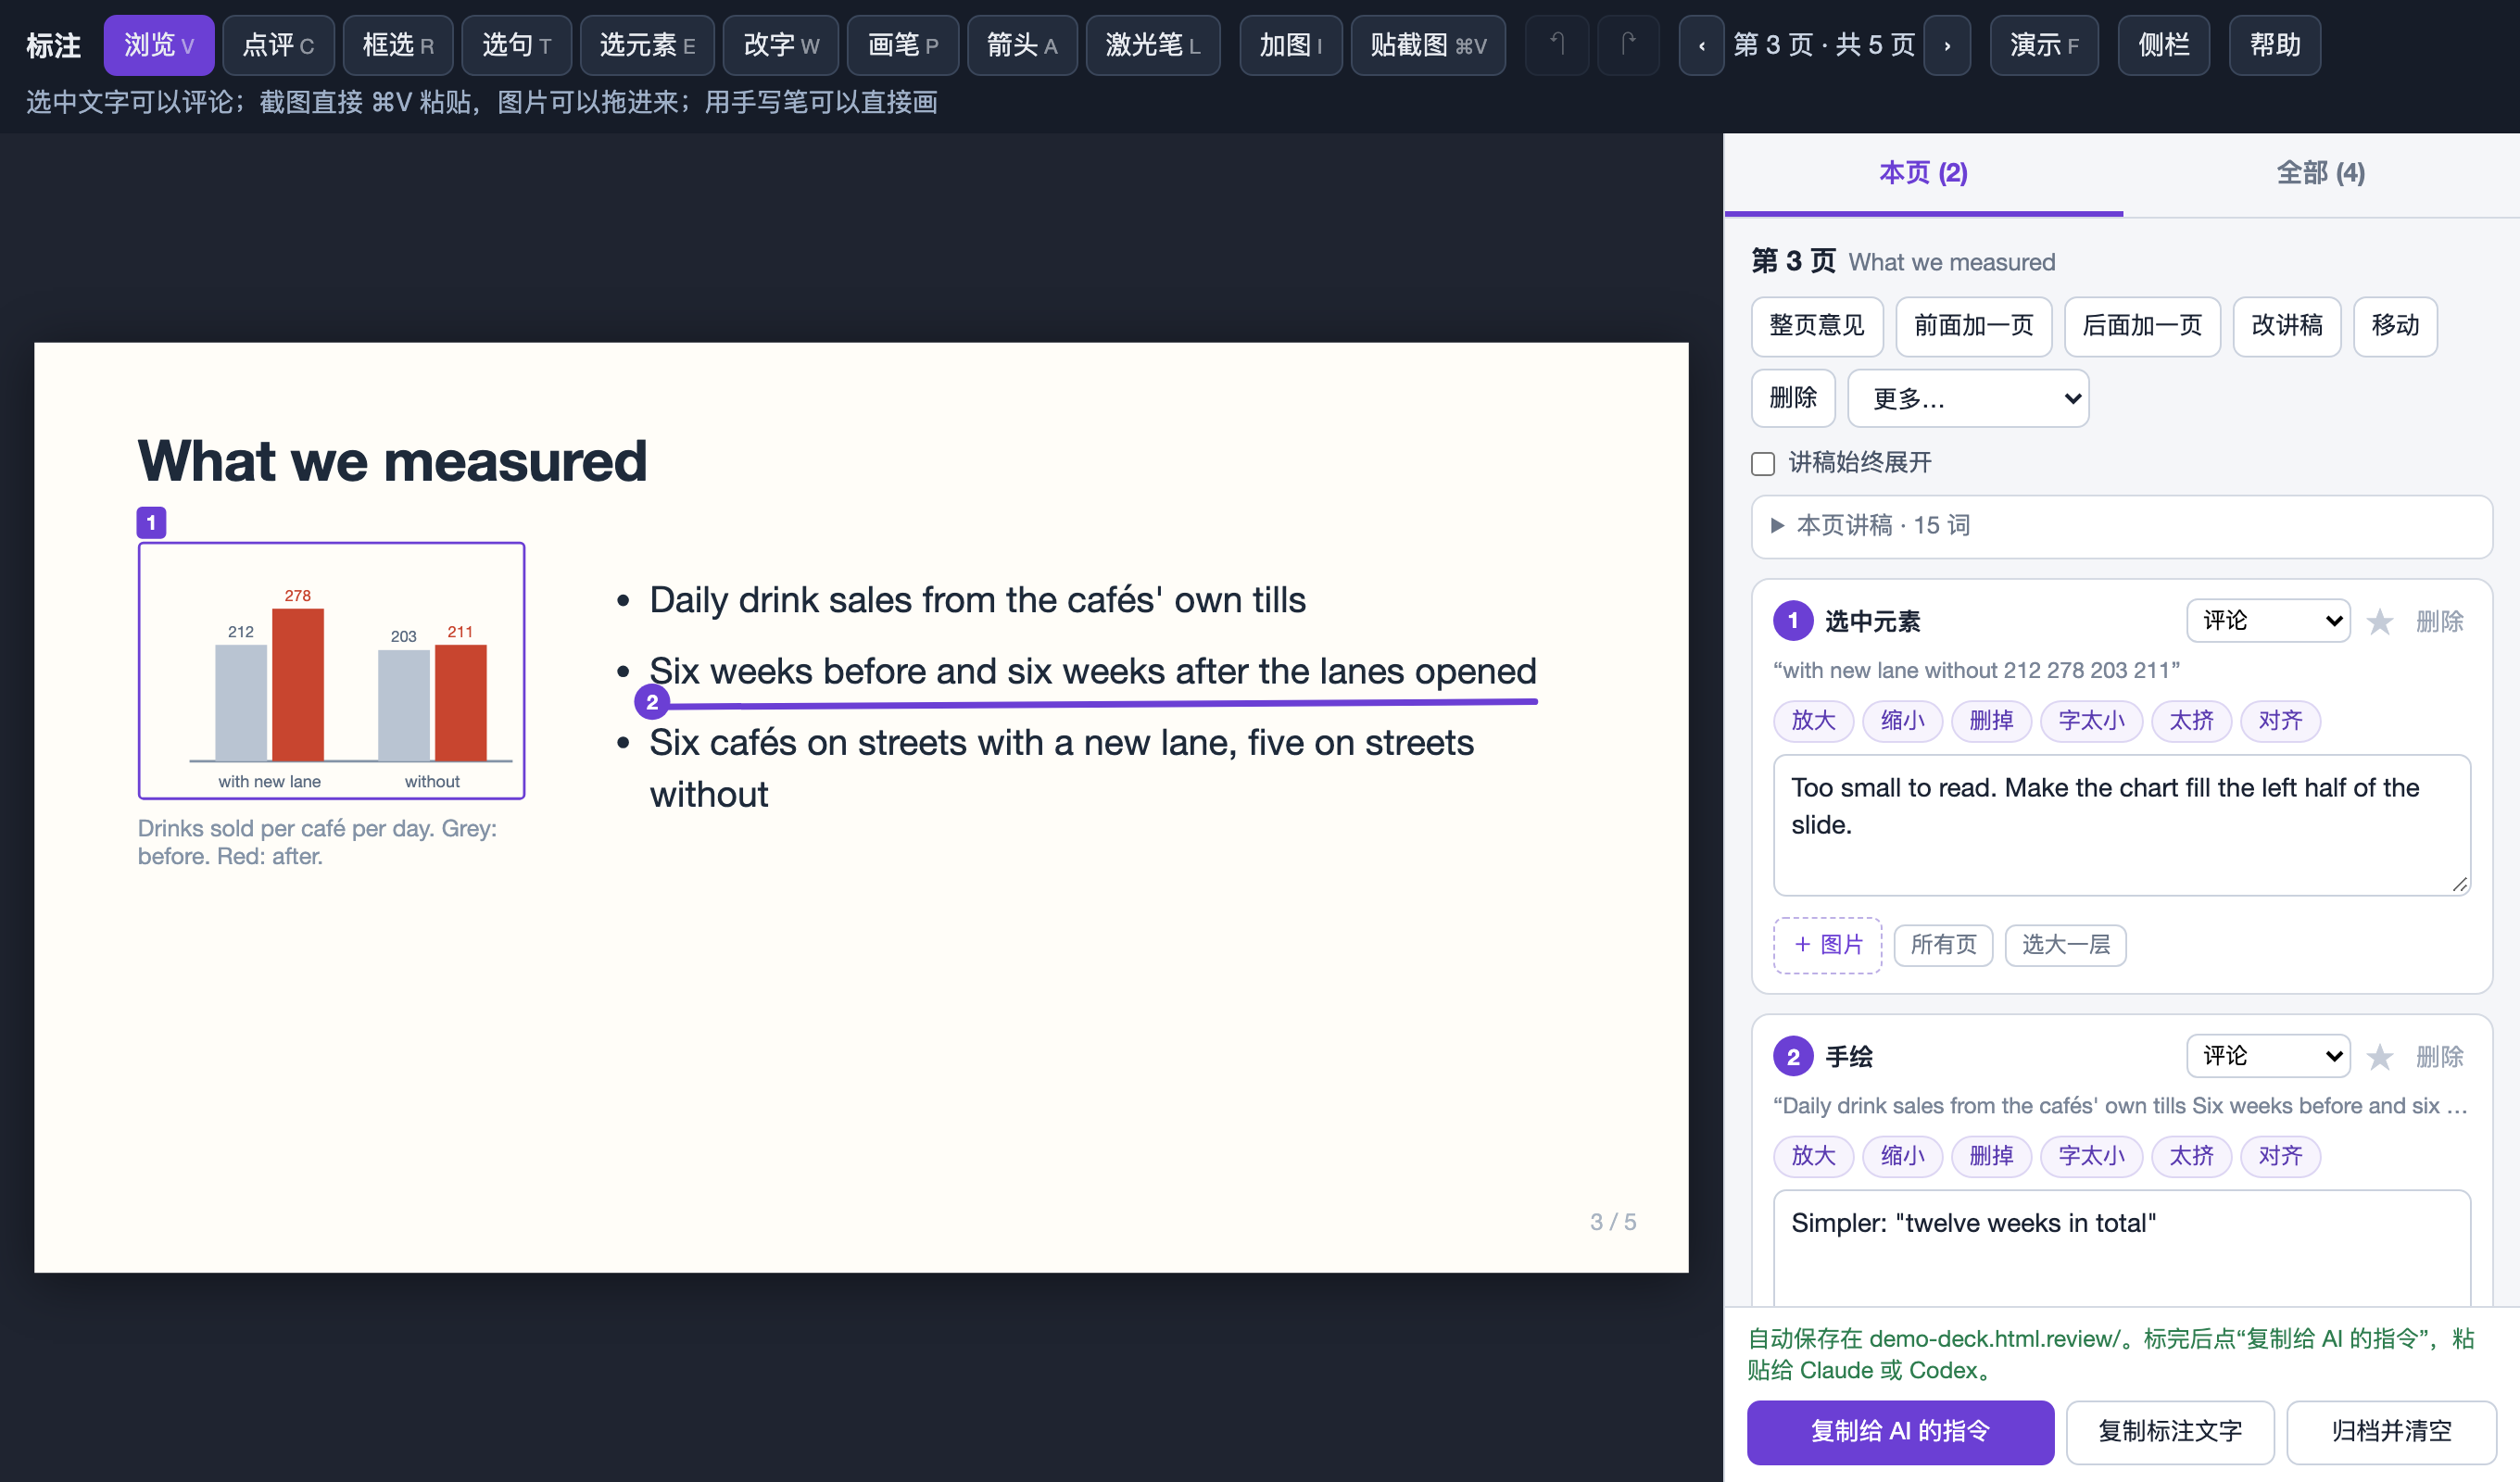 标注 浏览 V 点评 C 框选 R 选句 T 选元素 E 改字 W 画笔 P 箭头 A 激光笔 L 加图 I 贴截图 ⌘V ‹ 第 3 页 · 共 5 页 › 演示 F 侧栏 帮助
选中文字可以评论；截图直接 ⌘V 粘贴，图片可以拖进来；用手写笔可以直接画
What we measured
1
278
212
203
211
with new lane
without
Drinks sold per café per day. Grey:
before. Red: after.
• Daily drink sales from the cafés' own tills
• Six weeks before and six weeks after the lanes opened
2
• Six cafés on streets with a new lane, five on streets
without
3 / 5
本页 (2) 全部 (4)
第 3 页 What we measured
整页意见 前面加一页 后面加一页 改讲稿 移动
删除 更多…
讲稿始终展开
本页讲稿 · 15 词
1 选中元素 评论 ★ 删除
“with new lane without 212 278 203 211”
放大 缩小 删掉 字太小 太挤 对齐
Too small to read. Make the chart fill the left half of the
slide.
＋ 图片 所有页 选大一层
2 手绘 评论 ★ 删除
“Daily drink sales from the cafés' own tills Six weeks before and six …
放大 缩小 删掉 字太小 太挤 对齐
Simpler: "twelve weeks in total"
自动保存在 demo-deck.html.review/。标完后点“复制给 AI 的指令”，粘
贴给 Claude 或 Codex。
复制给 AI 的指令 复制标注文字 归档并清空